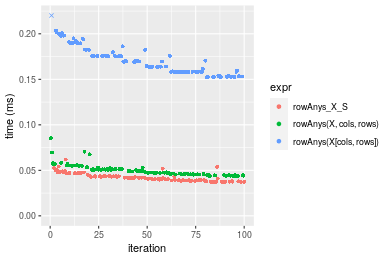 0.20
0.15
0.10
0.05
0.00
time (ms)
0
25
50
75
100
iteration
expr
rowAnys_X_S
rowAnys(X, cols, rows)
rowAnys(X[cols, rows])